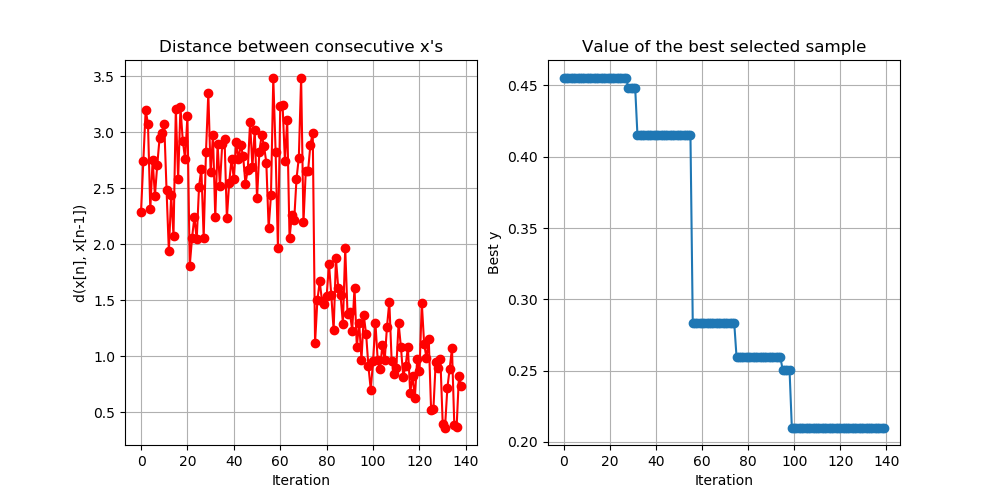 Distance between consecutive x's
3.5
3.0
2.5
2.0
1.5
1.0
0.5
d(x[n], x[n-1])
0 20 40 60 80 100 120 140
Iteration
Value of the best selected sample
0.45
0.40
0.35
0.30
0.25
0.20
Best y
0 20 40 60 80 100 120 140
Iteration